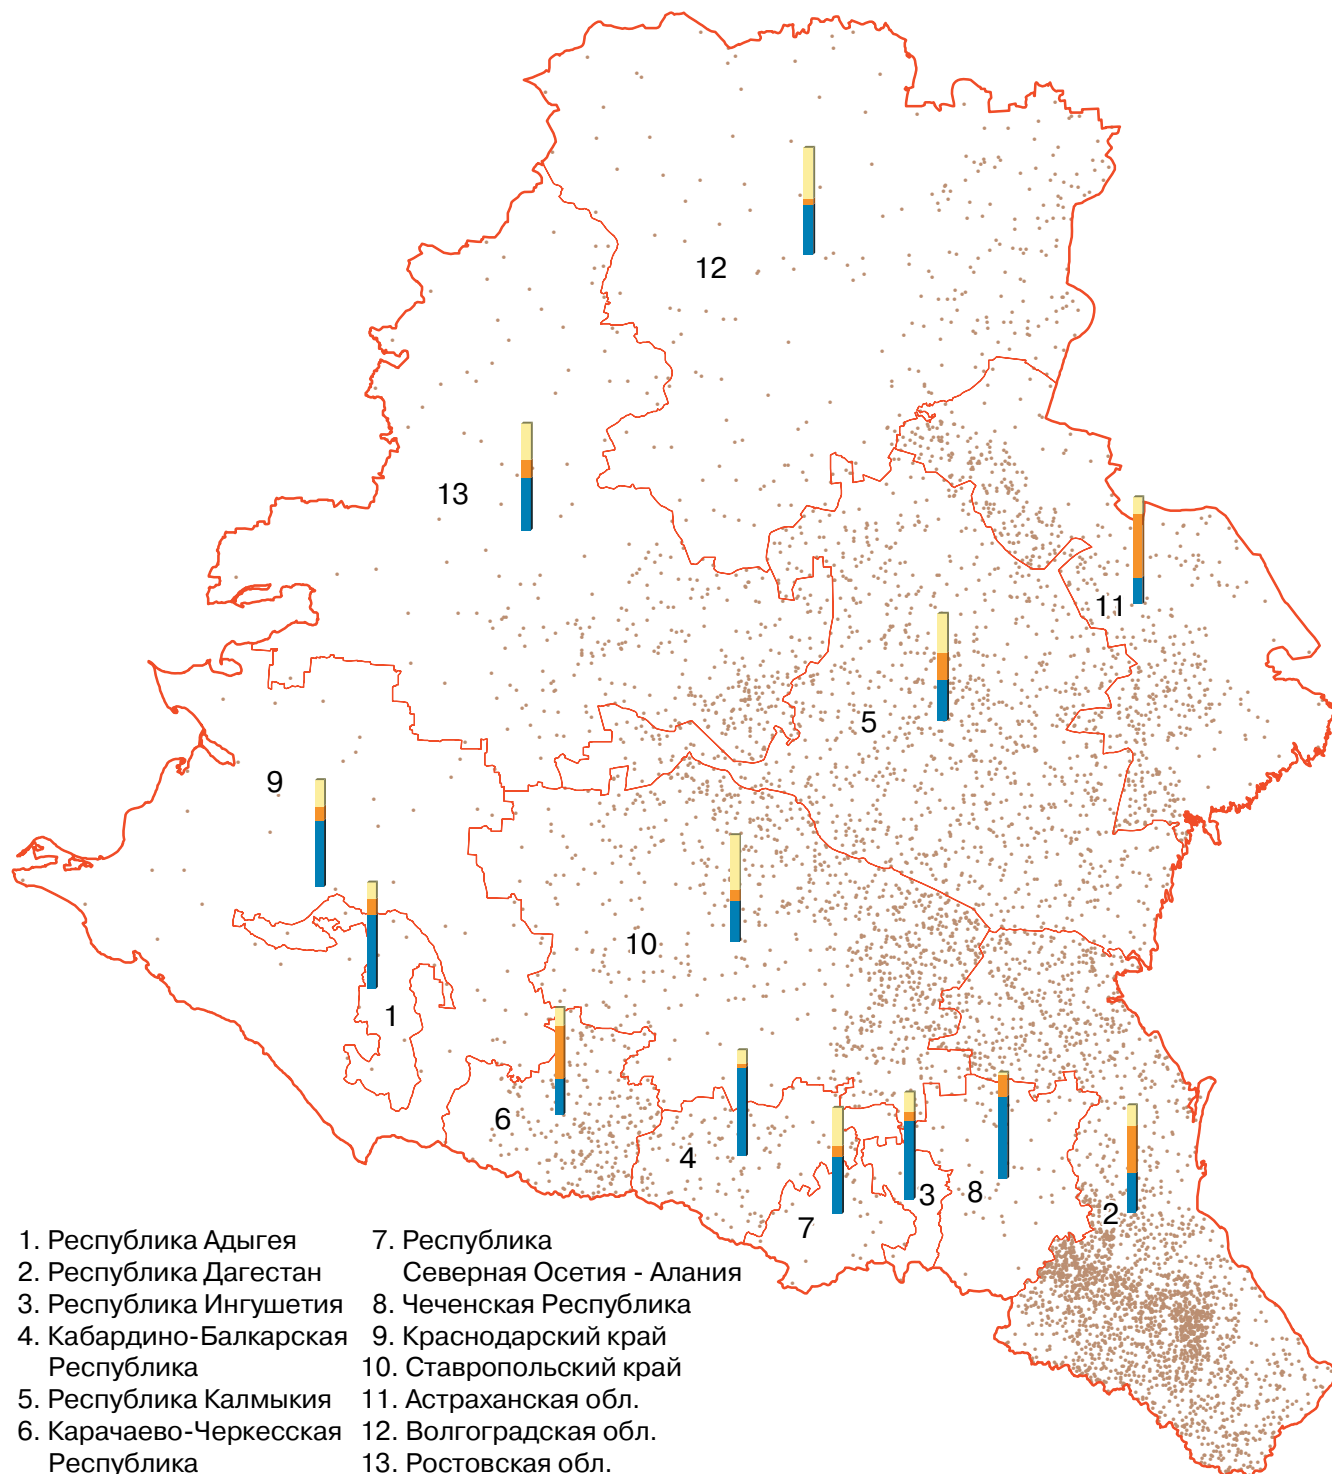 12
13
11
5
9
10
1
6
4
3
8
7
2
1. Республика Адыгея
2. Республика Дагестан
3. Республика Ингушетия
4. Кабардино-Балкарская
Республика
5. Республика Калмыкия
6. Карачаево-Черкесская
Республика
7. Республика
Северная Осетия - Алания
8. Чеченская Республика
9. Краснодарский край
10. Ставропольский край
11. Астраханская обл.
12. Волгоградская обл.
13. Ростовская обл.